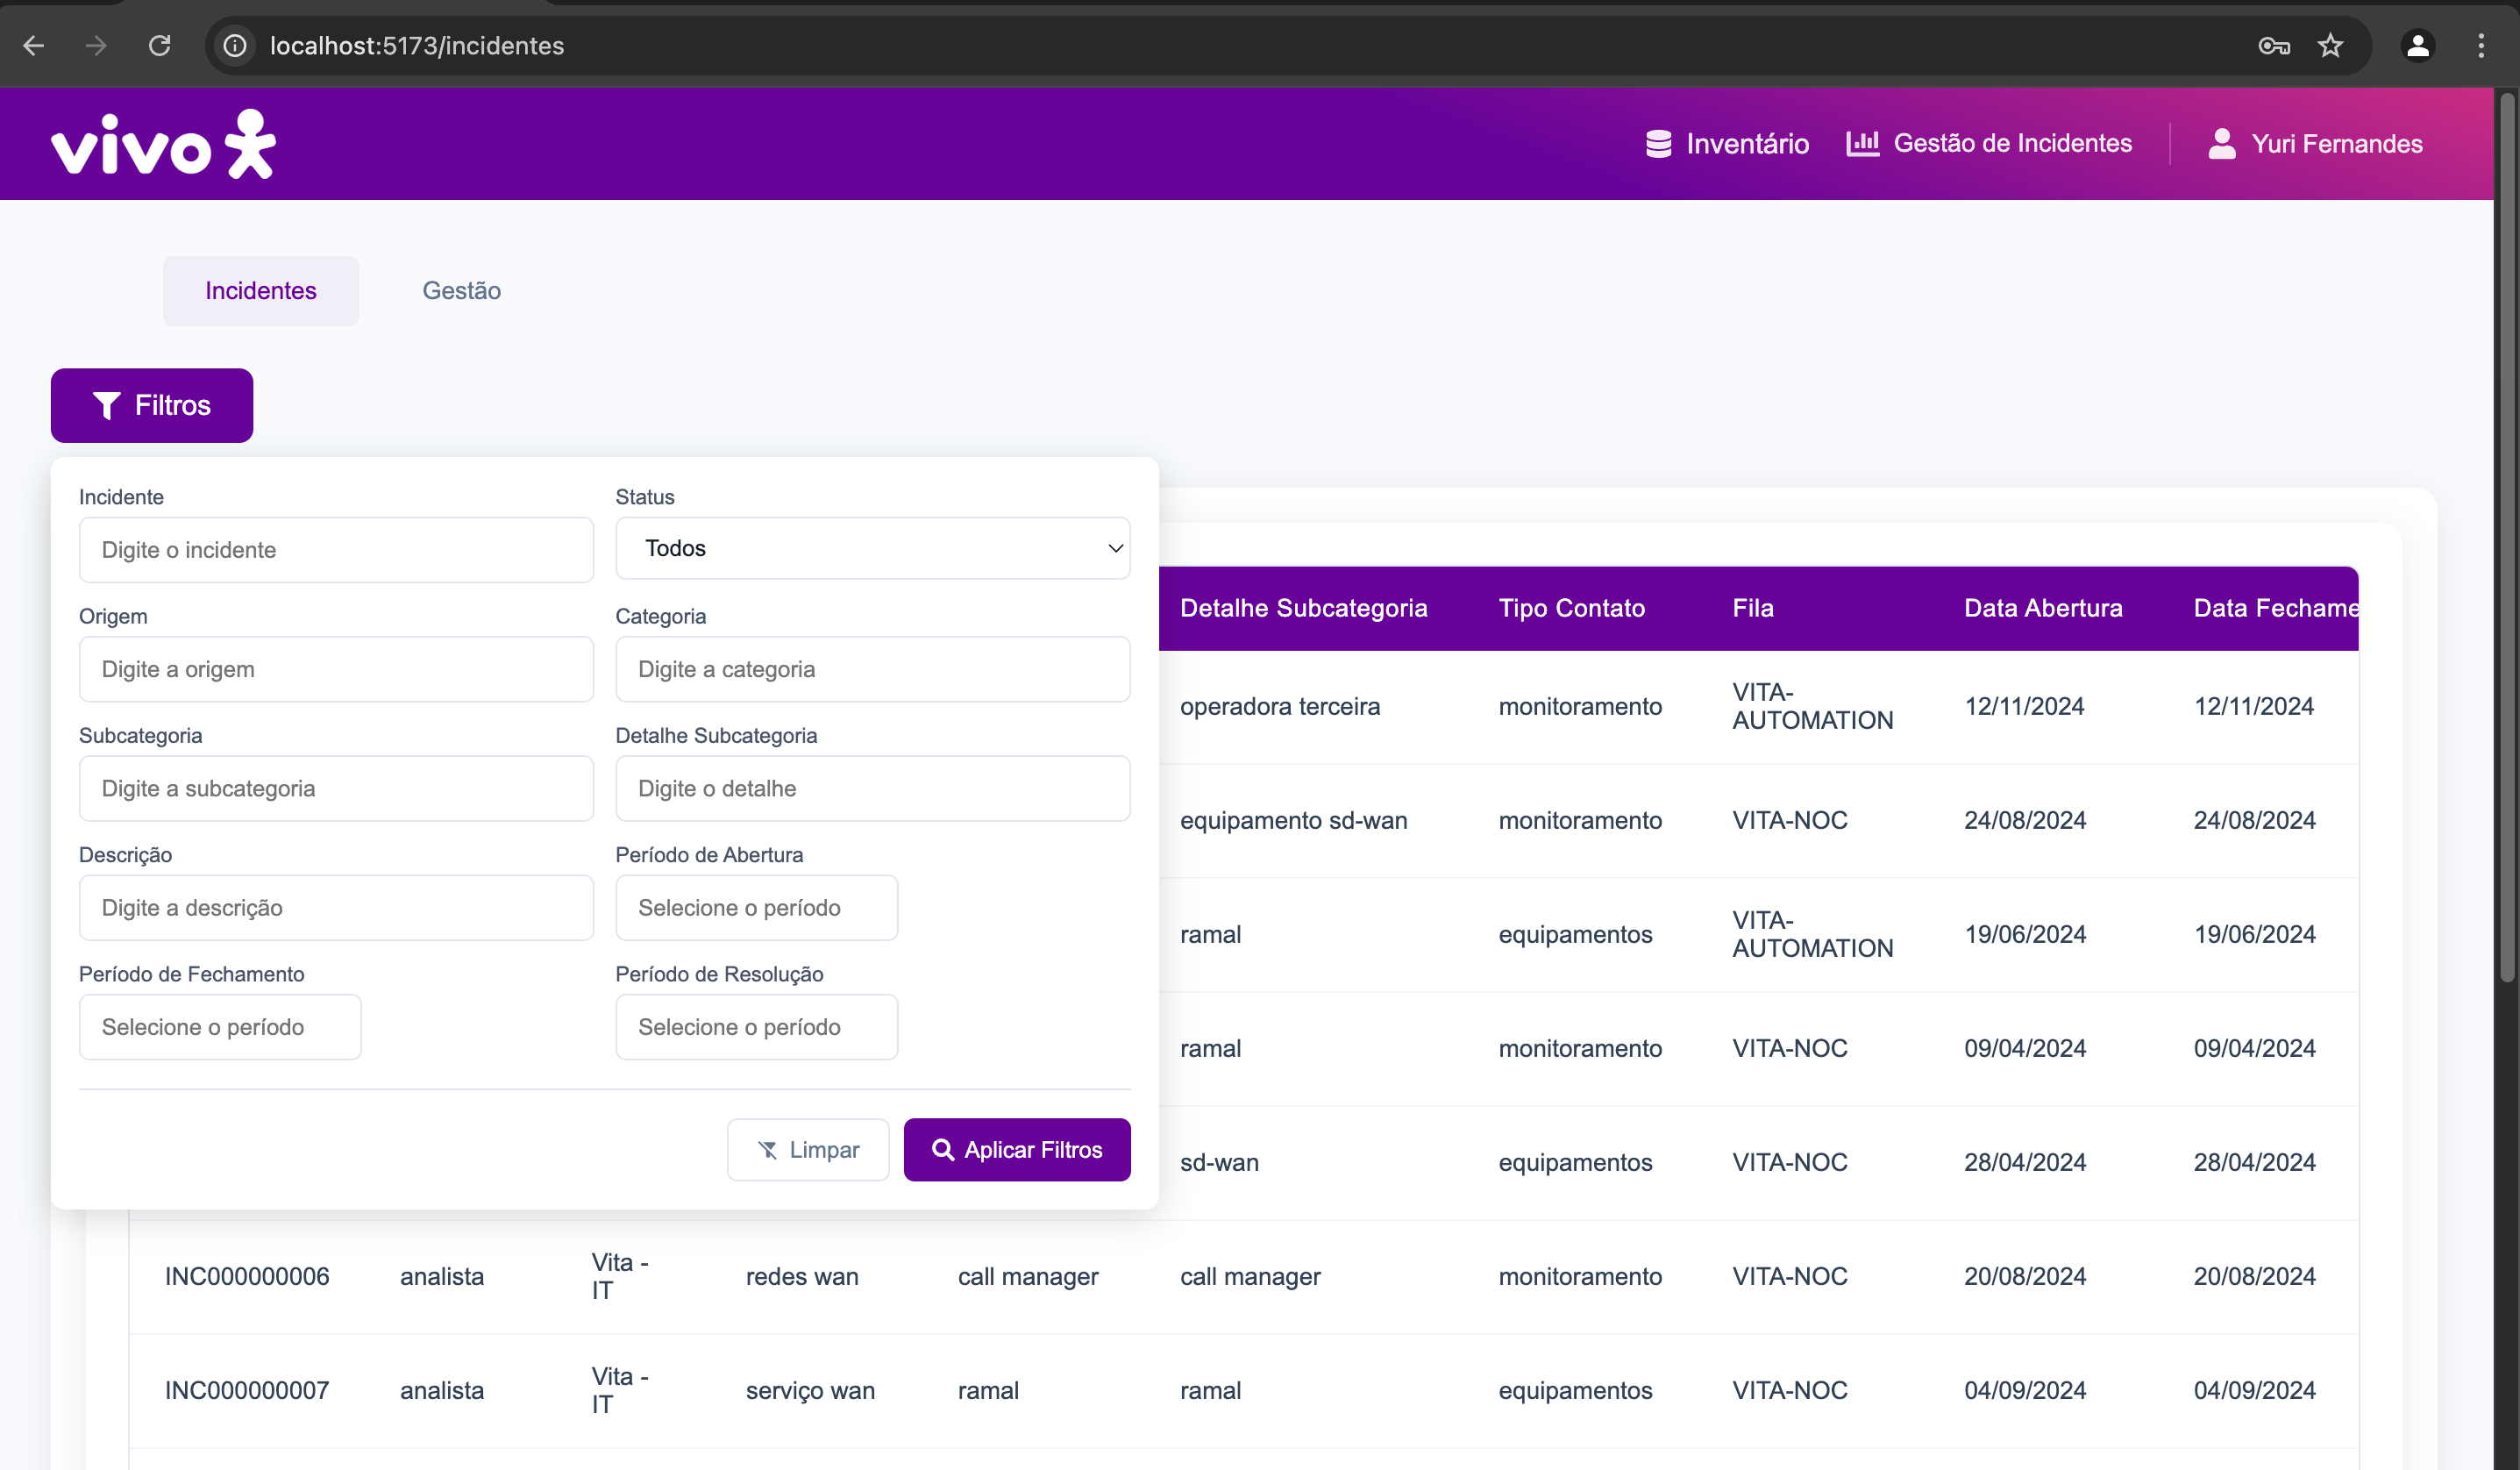 localhost:5173/incidentes
vivo
Inventário
Gestão de Incidentes
Yuri Fernandes
Incidentes
Gestão
Filtros
Incidente
Status
Digite o incidente
Todos
Origem
Categoria
Digite a origem
Digite a categoria
Subcategoria
Detalhe Subcategoria
Digite a subcategoria
Digite o detalhe
Descrição
Período de Abertura
Digite a descrição
Selecione o período
Período de Fechamento
Período de Resolução
Selecione o período
Selecione o período
Limpar
Aplicar Filtros
Detalhe Subcategoria Tipo Contato Fila Data Abertura Data Fechame
operadora terceira monitoramento VITA-
AUTOMATION 12/11/2024 12/11/2024
equipamento sd-wan monitoramento VITA-NOC 24/08/2024 24/08/2024
ramal equipamentos VITA-
AUTOMATION 19/06/2024 19/06/2024
ramal monitoramento VITA-NOC 09/04/2024 09/04/2024
sd-wan equipamentos VITA-NOC 28/04/2024 28/04/2024
INC000000006 analista Vita -
IT redes wan call manager call manager monitoramento VITA-NOC 20/08/2024 20/08/2024
INC000000007 analista Vita -
IT serviço wan ramal ramal equipamentos VITA-NOC 04/09/2024 04/09/2024